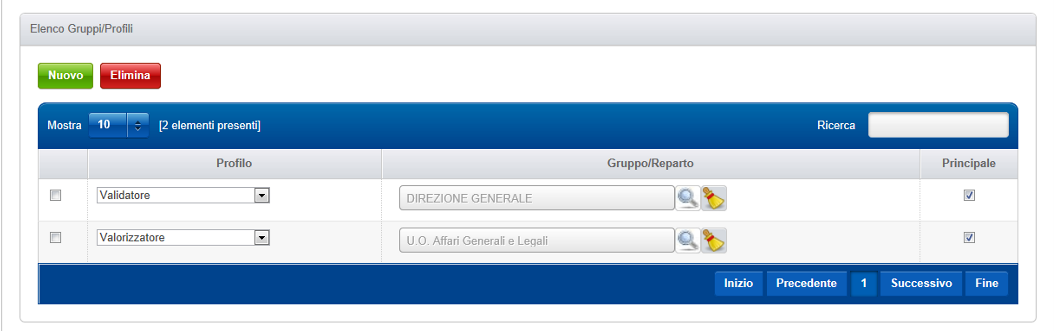 Elenco Gruppi/Profili
Nuovo Elimina
Mostra 10 [2 elementi presenti] Ricerca
Profilo Gruppo/Reparto Principale
Validatore DIREZIONE GENERALE
Valorizzatore U.O. Affari Generali e Legali
Inizio Precedente 1 Successivo Fine